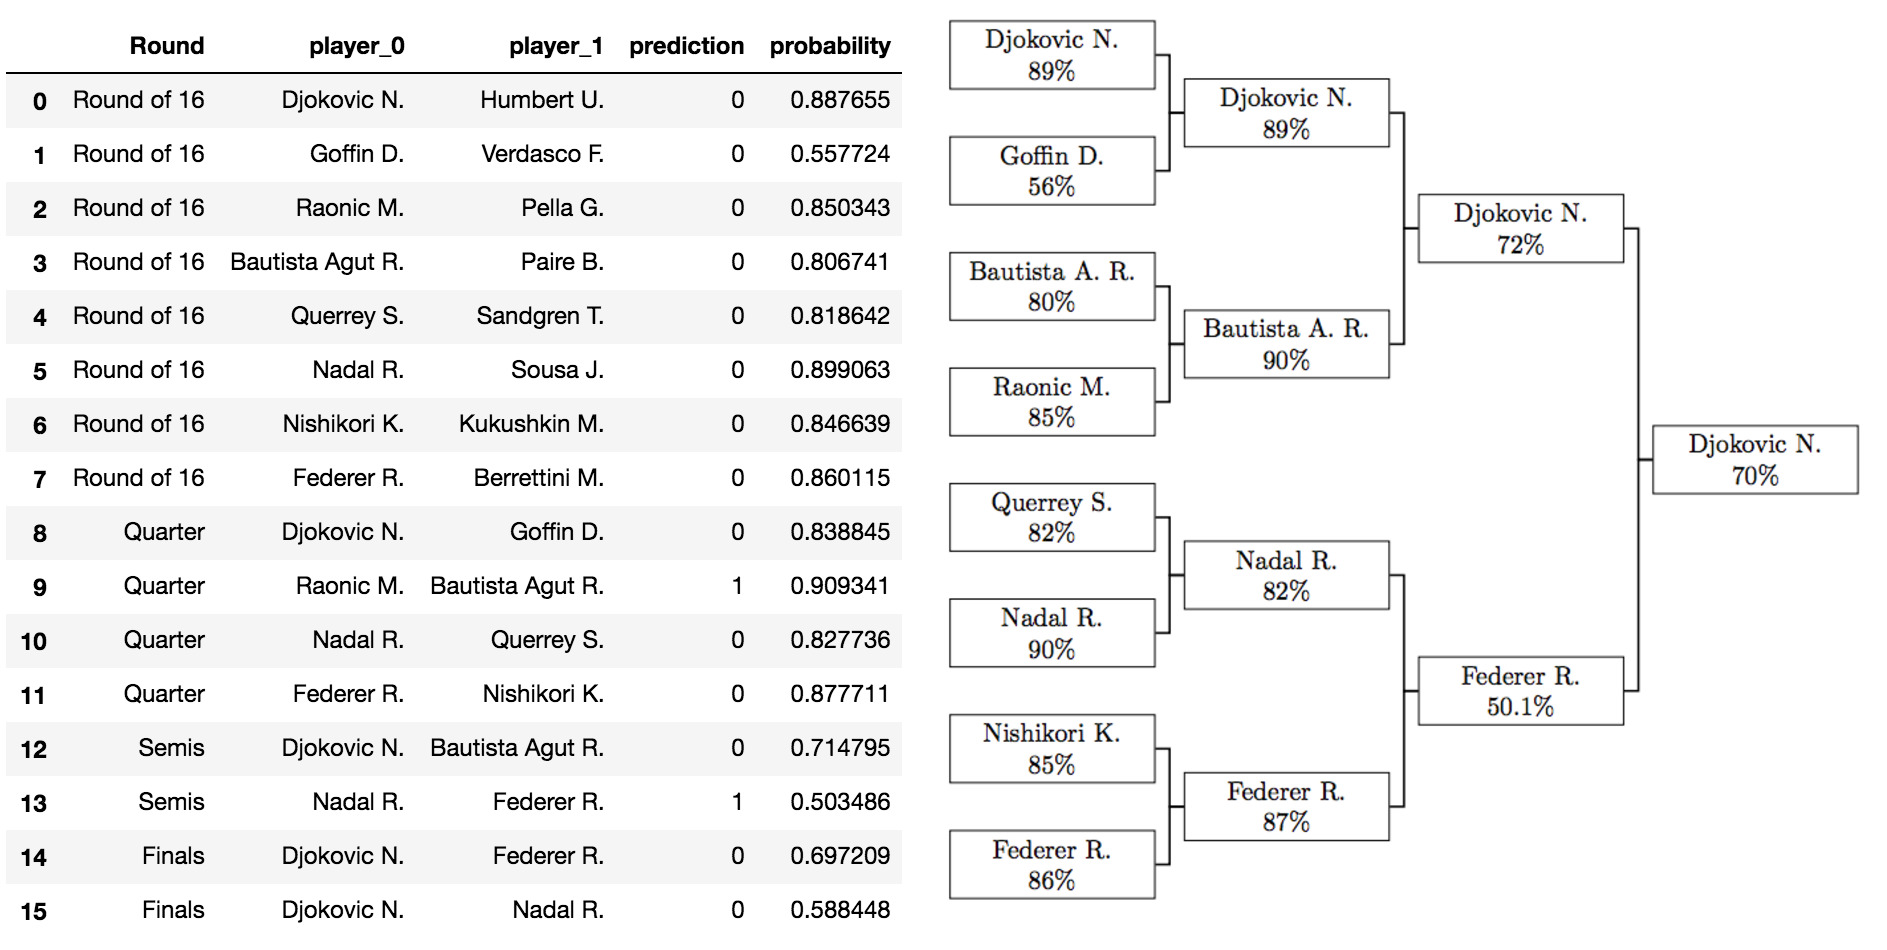 Round player_0 player_1 prediction probability
0 Round of 16 Djokovic N. Humbert U. 0 0.887655
1 Round of 16 Goffin D. Verdasco F. 0 0.557724
2 Round of 16 Raonic M. Pella G. 0 0.850343
3 Round of 16 Bautista Agut R. Paire B. 0 0.806741
4 Round of 16 Querrey S. Sandgren T. 0 0.818642
5 Round of 16 Nadal R. Sousa J. 0 0.899063
6 Round of 16 Nishikori K. Kukushkin M. 0 0.846639
7 Round of 16 Federer R. Berrettini M. 0 0.860115
8 Quarter Djokovic N. Goffin D. 0 0.838845
9 Quarter Raonic M. Bautista Agut R. 1 0.909341
10 Quarter Nadal R. Querrey S. 0 0.827736
11 Quarter Federer R. Nishikori K. 0 0.877711
12 Semis Djokovic N. Bautista Agut R. 0 0.714795
13 Semis Nadal R. Federer R. 1 0.503486
14 Finals Djokovic N. Federer R. 0 0.697209
15 Finals Djokovic N. Nadal R. 0 0.588448
Djokovic N.
89%
Goffin D.
56%
Bautista A. R.
80%
Raonic M.
85%
Querrey S.
82%
Nadal R.
90%
Nishikori K.
85%
Federer R.
86%
Djokovic N.
89%
Bautista A. R.
90%
Nadal R.
82%
Federer R.
87%
Djokovic N.
72%
Federer R.
50.1%
Djokovic N.
70%